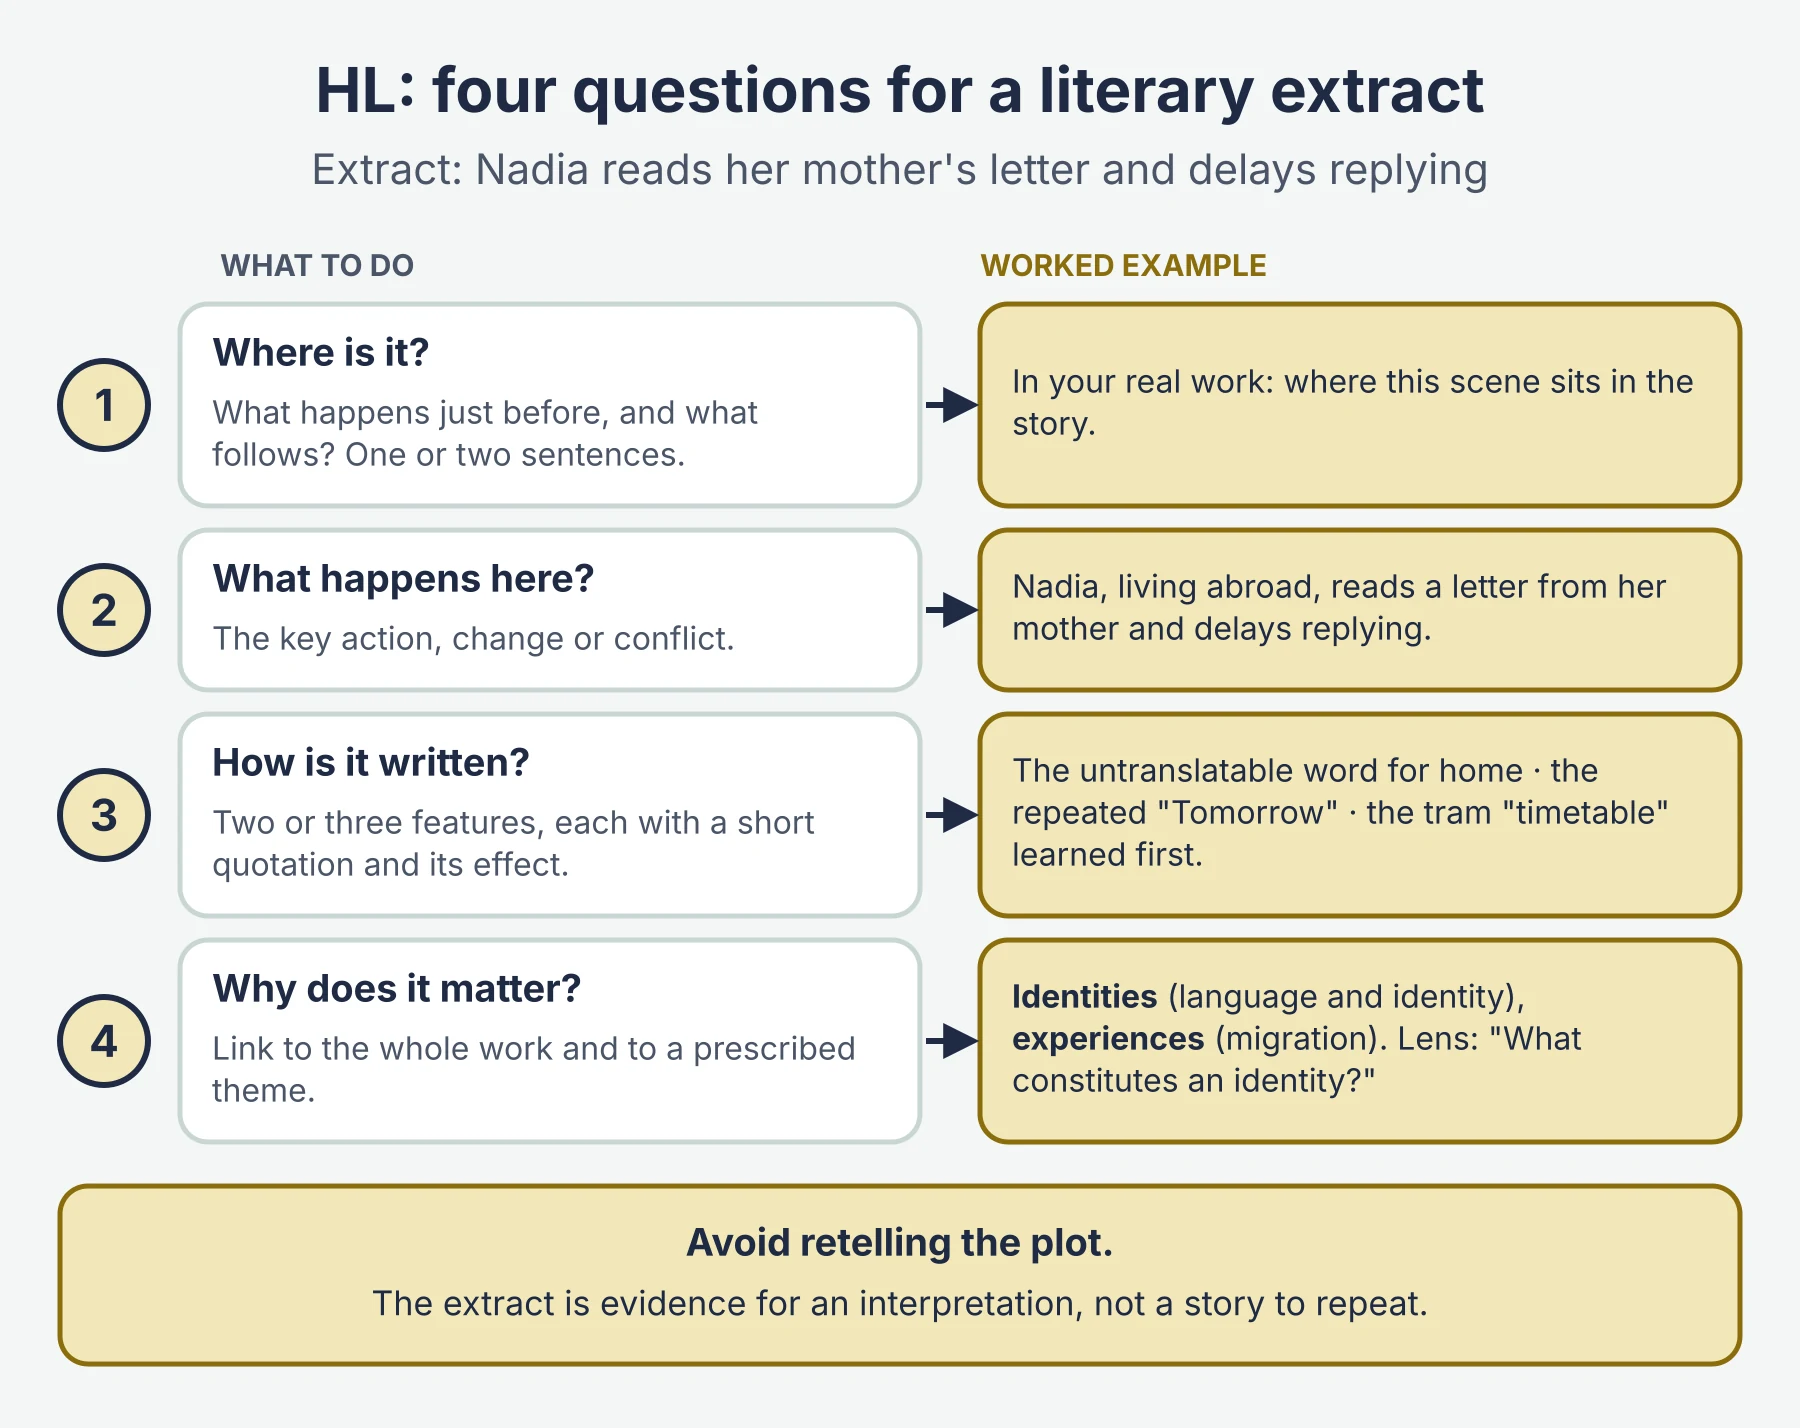 HL: four questions for a literary extract
Extract: Nadia reads her mother's letter and delays replying
WHAT TO DO
WORKED EXAMPLE
1
Where is it?
What happens just before, and what
follows? One or two sentences.
In your real work: where this scene sits in the
story.
2
What happens here?
The key action, change or conflict.
Nadia, living abroad, reads a letter from her
mother and delays replying.
3
How is it written?
Two or three features, each with a short
quotation and its effect.
The untranslatable word for home · the
repeated "Tomorrow" · the tram "timetable"
learned first.
4
Why does it matter?
Link to the whole work and to a prescribed
theme.
Identities (language and identity),
experiences (migration). Lens: "What
constitutes an identity?"
Avoid retelling the plot.
The extract is evidence for an interpretation, not a story to repeat.